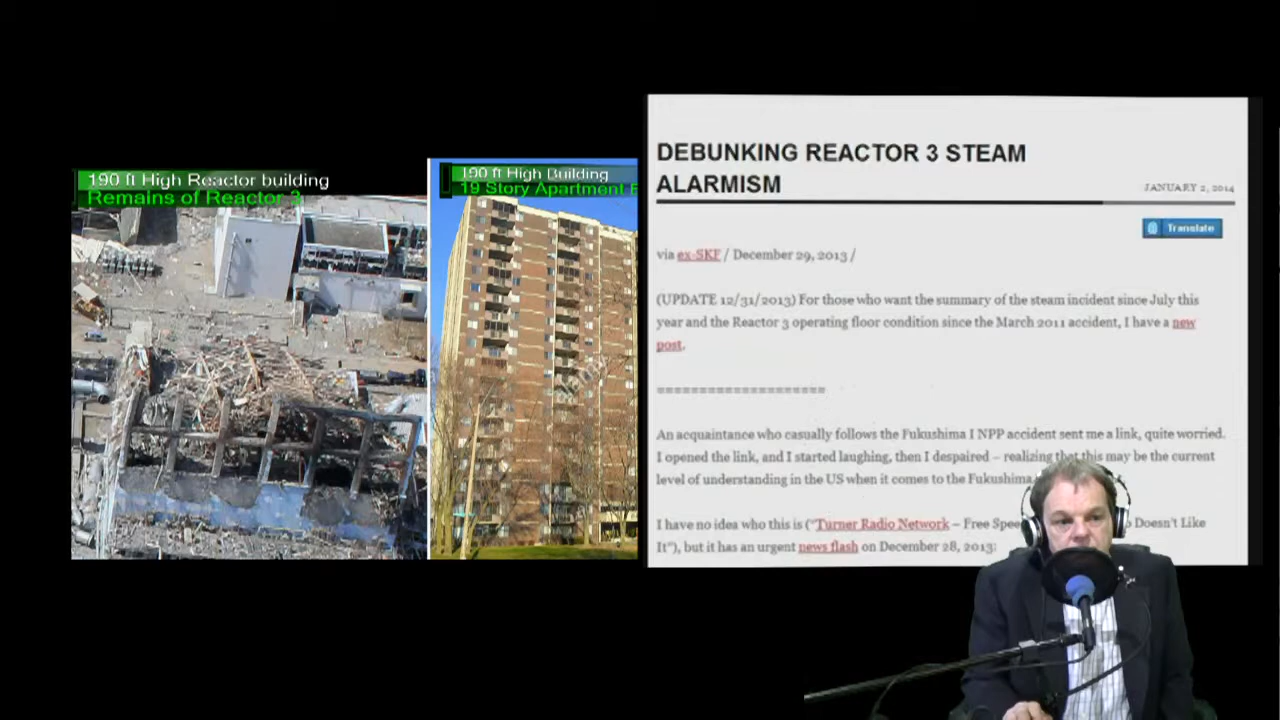 190 ft High Reactor building
Remains of Reactor 3
190 ft High Building
19 Story Apartment
DEBUNKING REACTOR 3 STEAM
ALARMISM
JANUARY 2, 2014
Translate
via ex-SKF / December 29, 2013 /
(UPDATE 12/31/2013) For those who want the summary of the steam incident since July this
year and the Reactor 3 operating floor condition since the March 2011 accident, I have a new
post.
====================
An acquaintance who casually follows the Fukushima I NPP accident sent me a link, quite worried.
I opened the link, and I started laughing, then I despaired – realizing that this may be the current
level of understanding in the US when it comes to the Fukushima
I have no idea who this is ("Turner Radio Network – Free Doesn't Like
It"), but it has an urgent news flash on December 28, 2013: